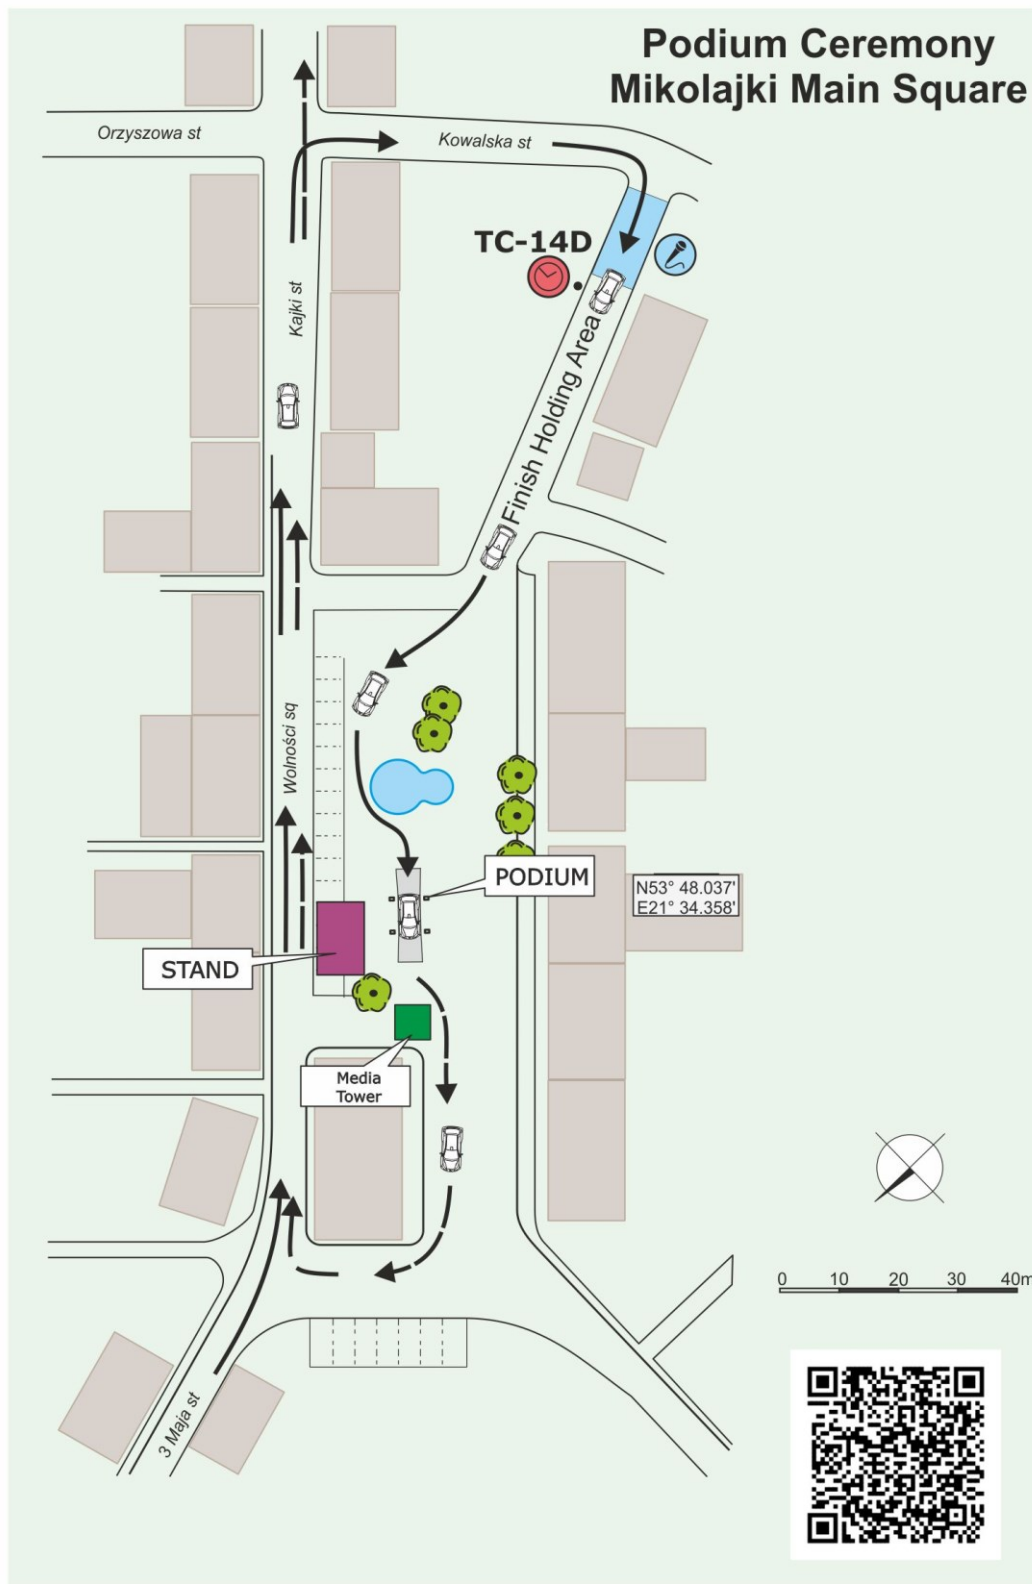 Podium Ceremony
Mikolajki Main Square
Orzyszowa st
Kowalska st
TC-14D
Kajki st
Finish Holding Area
Wolności sq
PODIUM
N53° 48.037'
E21° 34.358'
STAND
Media
Tower
0 10 20 30 40m
3 Maja st